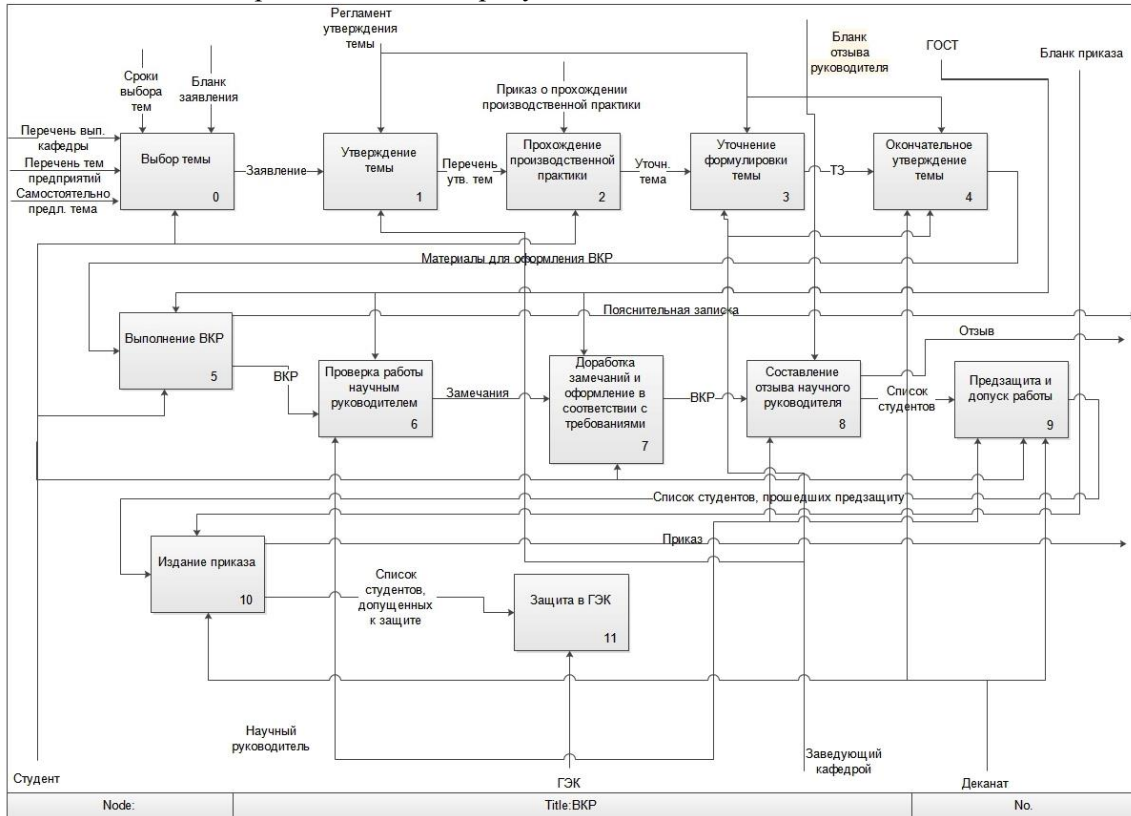 Регламент
утверждения
темы
Сроки
выбора
тем
Бланк
заявления
Приказ о прохождении
производственной практики
Бланк
отзыва
руководителя
ГОСТ
Бланк приказа
Перечень вып.
кафедры
Перечень тем
предприятий
Самостоятельно
предл. тема
Выбор темы
0
Заявление
Утверждение
темы
1
Перечень
утв. тем
Прохождение
производственной
практики
2
Уточн.
тема
Уточнение
формулировки
темы
3
ТЗ
Окончательное
утверждение
темы
4
Материалы для оформления ВКР
Пояснительная записка
Выполнение ВКР
5
ВКР
Проверка работы
научным
руководителем
6
Замечания
Доработка
замечаний и
оформление в
соответствии с
требованиями
7
ВКР
Составление
отзыва научного
руководителя
8
Отзыв
Список
студентов
Предзащита и
допуск работы
9
Список студентов, прошедших предзащиту
Приказ
Издание приказа
10
Список
студентов,
допущенных
к защите
Защита в ГЭК
11
Научный
руководитель
Студент
ГЭК
Заведующий
кафедрой
Деканат
Node:
Title:ВКР
No.